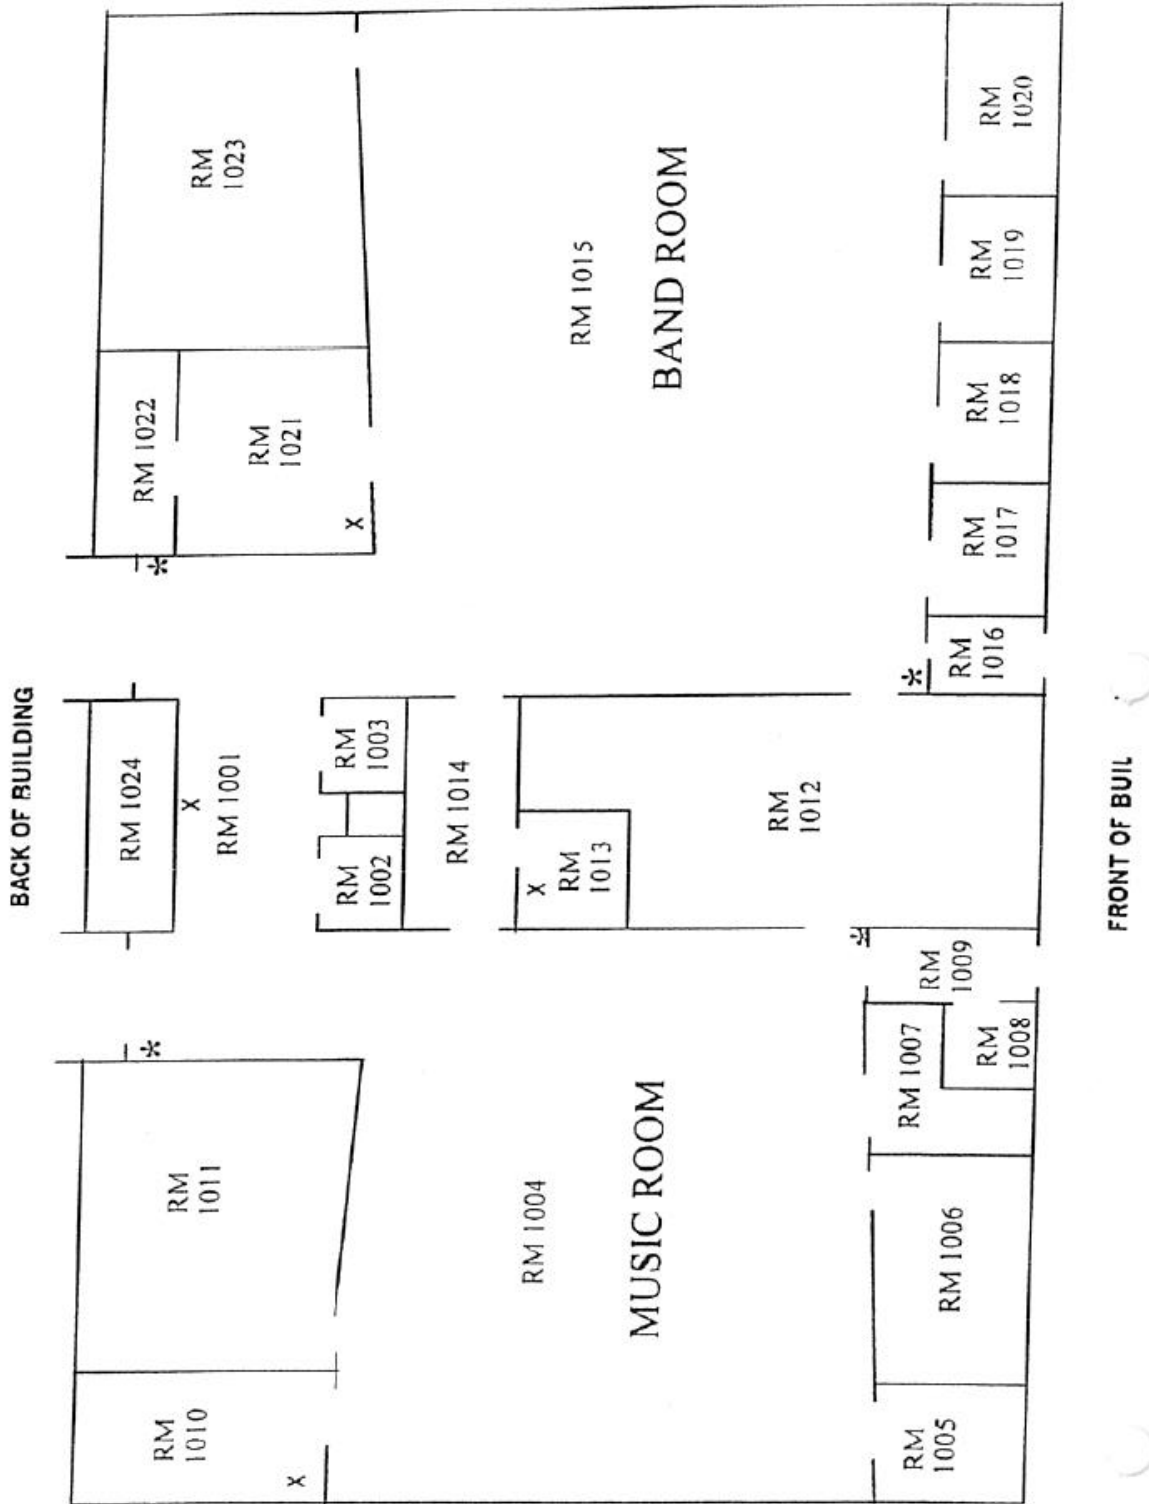 BACK OF BUILDING
RM
1010
X
RM
1011
*
RM 1024
X
RM 1001
*
RM 1022
RM
1021
X
RM
1023
RM
1002
RM
1003
RM 1014
X
RM
1013
RM
1012
RM 1004
MUSIC ROOM
RM 1015
BAND ROOM
RM
1005
RM 1006
RM 1007
RM
1008
*
RM
1009
*
RM
1016
RM
1017
RM
1018
RM
1019
RM
1020
FRONT OF BUIL